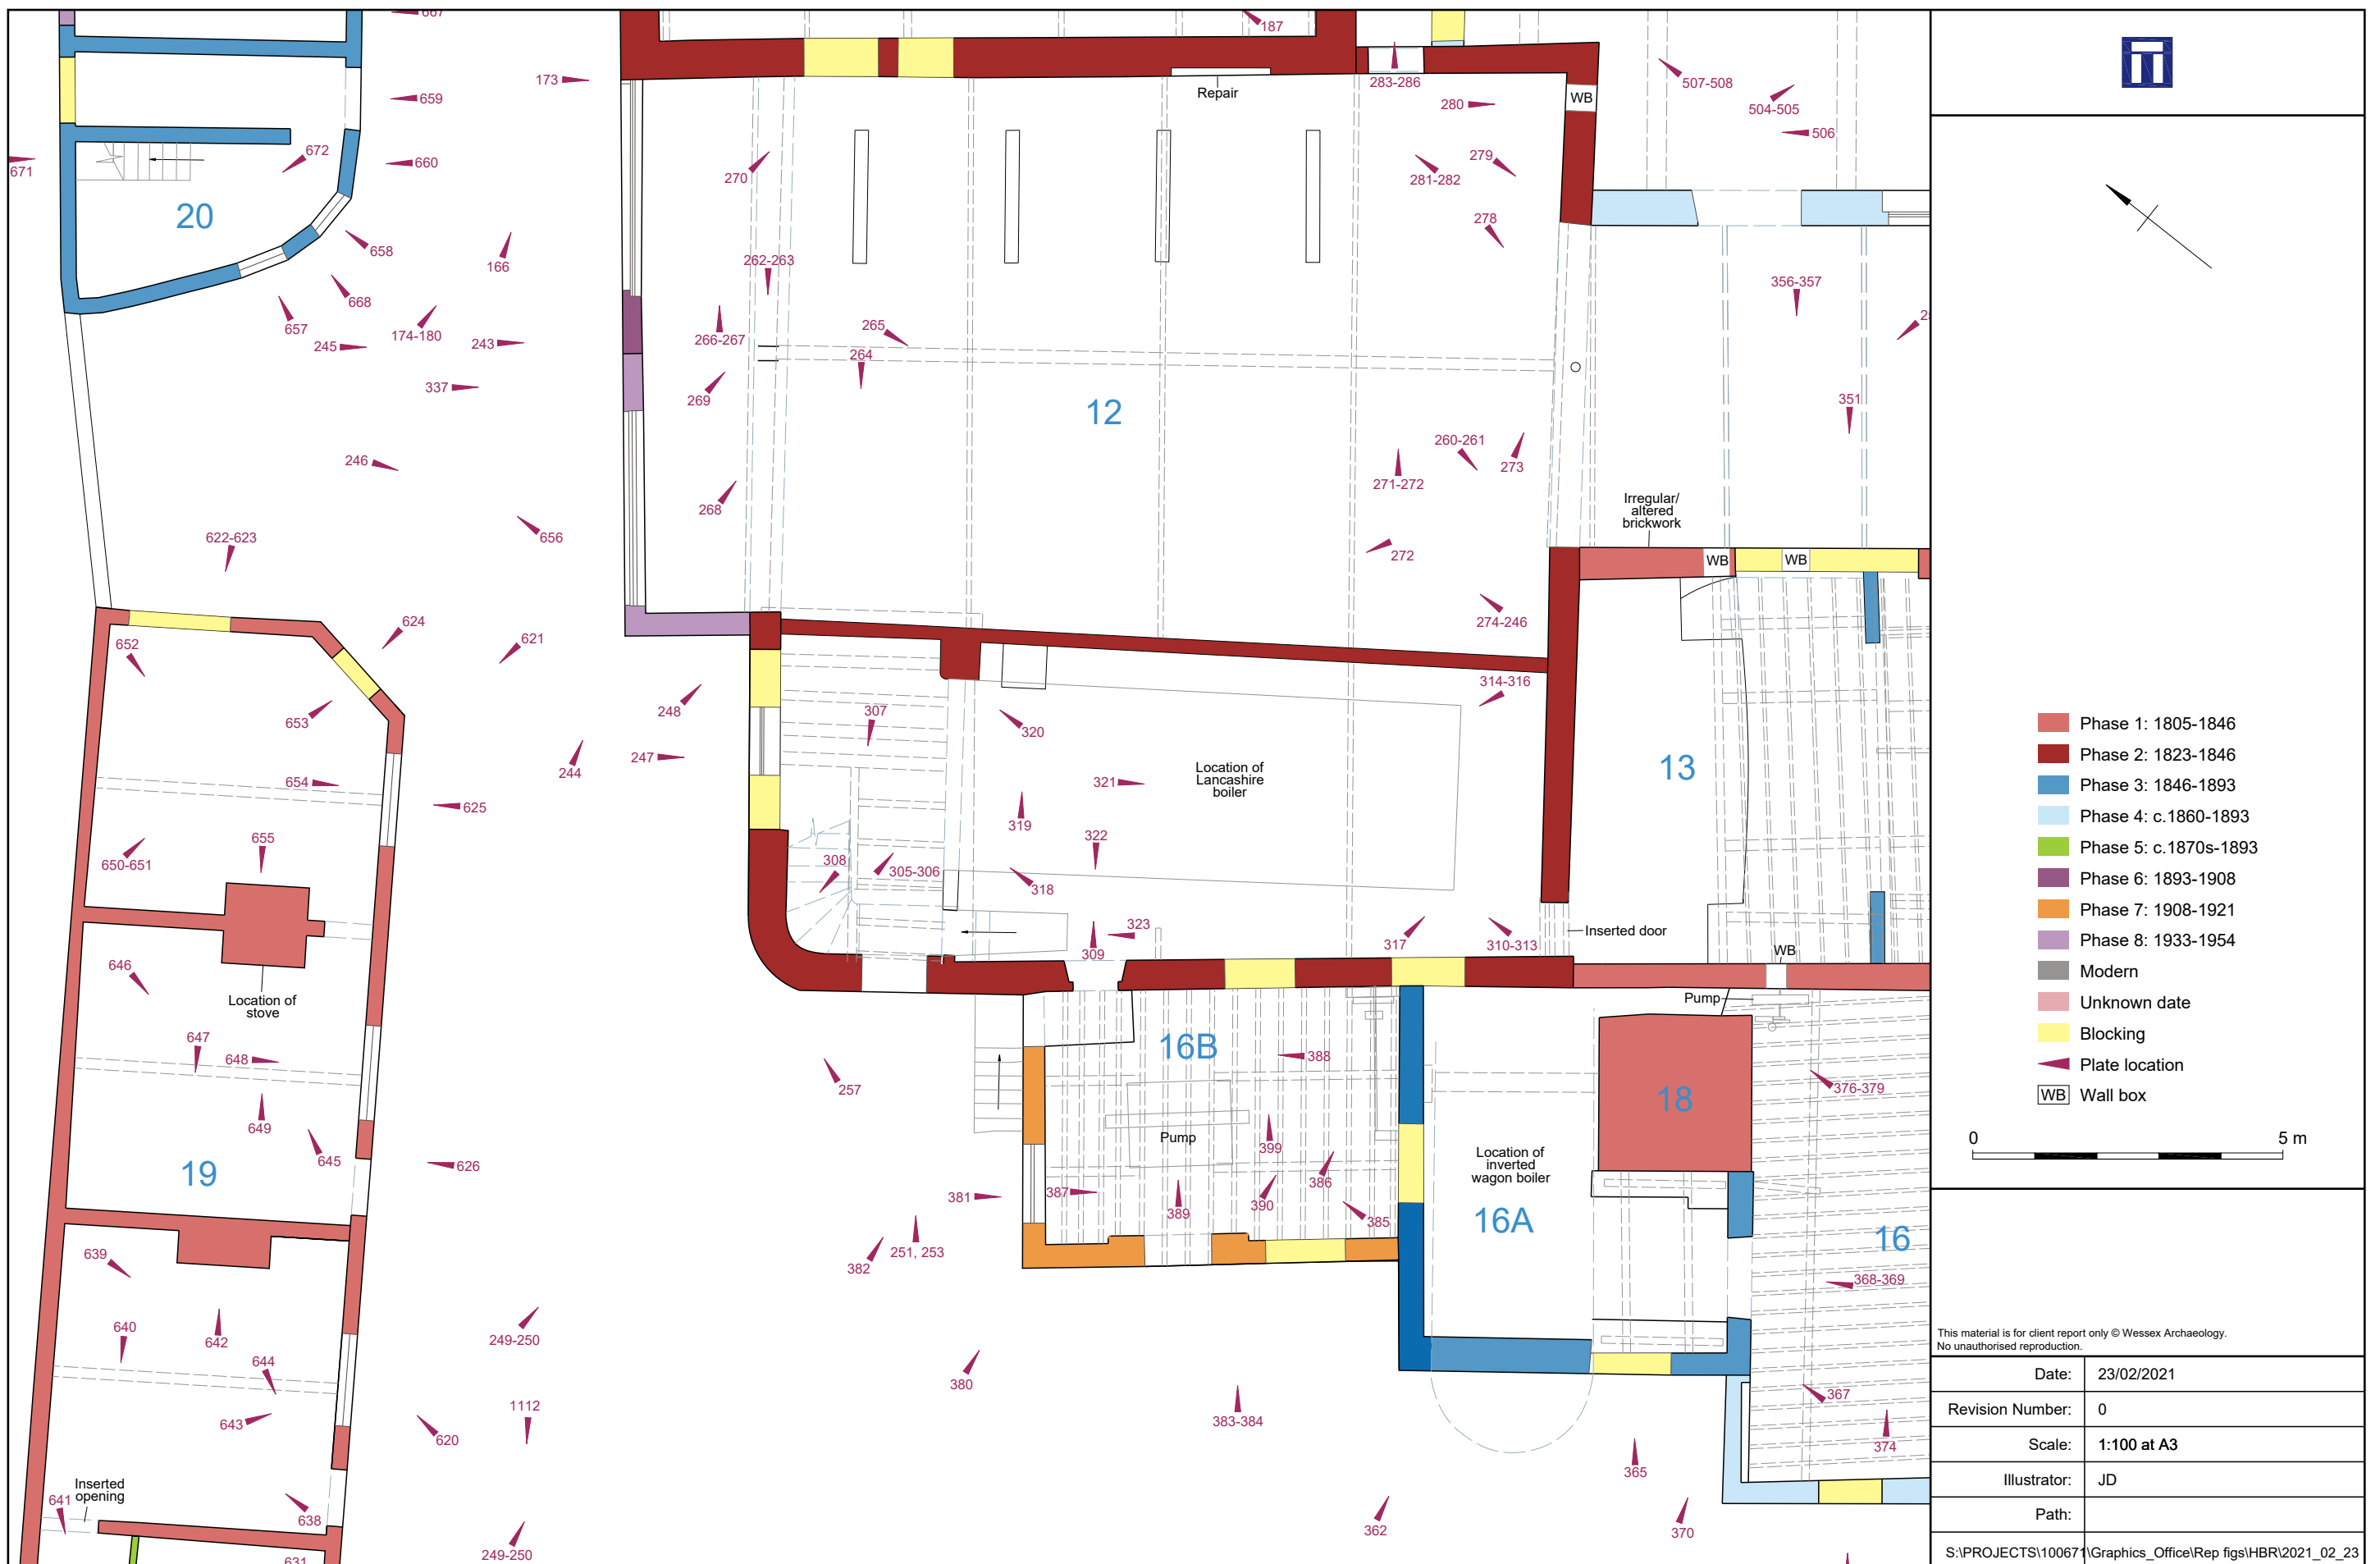 667
187
173
283-286
280
507-508
504-505
506
WB
Repair
659
671
672
660
20
658
166
668
657
174-180
245
243
337
246
656
622-623
270
279
281-282
278
262-263
266-267
265
264
269
268
12
260-261
273
271-272
272
274-246
356-357
351
Irregular/
altered
brickwork
WB
WB
624
621
652
653
654
625
650-651
655
646
Location of
stove
647
648
649
645
626
19
248
247
244
307
320
321
319
322
308
305-306
318
323
309
317
310-313
314-316
Location of
Lancashire
boiler
13
Inserted door
WB
Pump
257
16B
388
Pump
399
386
387
389
390
385
381
382
251, 253
Location of
inverted
wagon boiler
16A
18
376-379
16
368-369
367
374
639
640
642
644
643
249-250
1112
620
380
383-384
365
362
370
Inserted
opening
641
638
631
249-250
Phase 1: 1805-1846
Phase 2: 1823-1846
Phase 3: 1846-1893
Phase 4: c.1860-1893
Phase 5: c.1870s-1893
Phase 6: 1893-1908
Phase 7: 1908-1921
Phase 8: 1933-1954
Modern
Unknown date
Blocking
Plate location
WB Wall box
0 5 m
This material is for client report only © Wessex Archaeology.
No unauthorised reproduction.
Date: 23/02/2021
Revision Number: 0
Scale: 1:100 at A3
Illustrator: JD
Path:
S:\PROJECTS\100671\Graphics_Office\Rep figs\HBR\2021_02_23